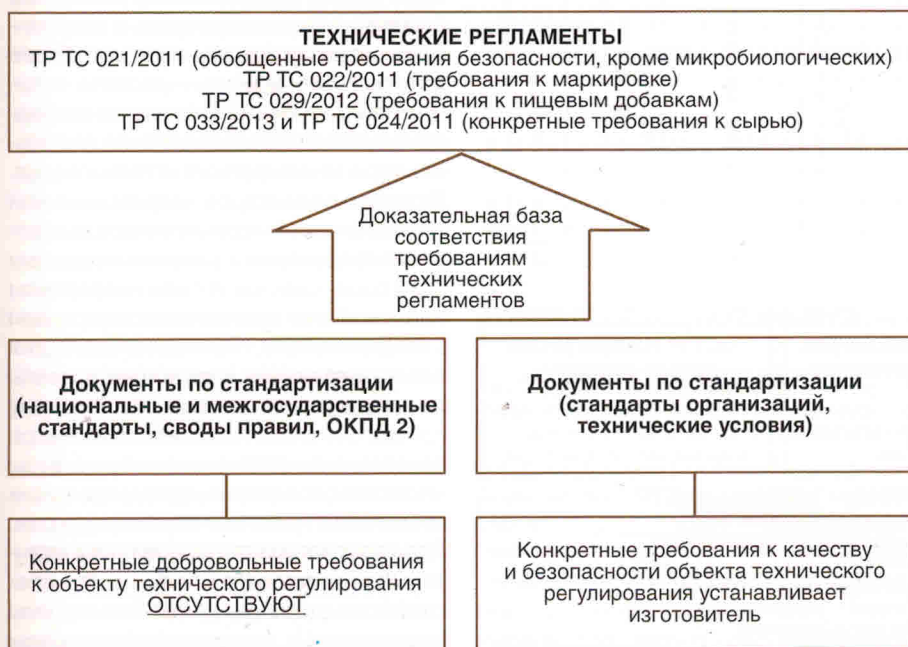 ТЕХНИЧЕСКИЕ РЕГЛАМЕНТЫ
ТР ТС 021/2011 (обобщенные требования безопасности, кроме микробиологических)
ТР ТС 022/2011 (требования к маркировке)
ТР ТС 029/2012 (требования к пищевым добавкам)
ТР ТС 033/2013 и ТР ТС 024/2011 (конкретные требования к сырью)
Доказательная база
соответствия
требованиям
технических
регламентов
Документы по стандартизации
(национальные и межгосударственные
стандарты, своды правил, ОКПД 2)
Документы по стандартизации
(стандарты организаций,
технические условия)
Конкретные добровольные требования
к объекту технического регулирования
ОТСУТСТВУЮТ
Конкретные требования к качеству
и безопасности объекта технического
регулирования устанавливает
изготовитель